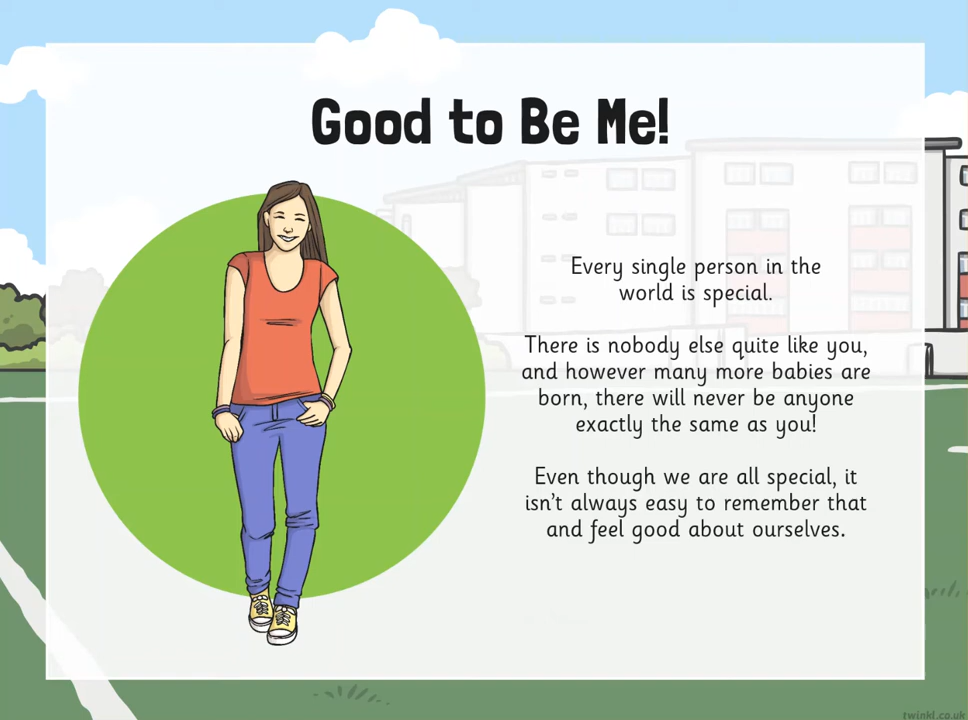 Good to Be Me!
Every single person in the
world is special.
There is nobody else quite like you,
and however many more babies are
born, there will never be anyone
exactly the same as you!
Even though we are all special, it
isn't always easy to remember that
and feel good about ourselves.
twinkl.co.uk